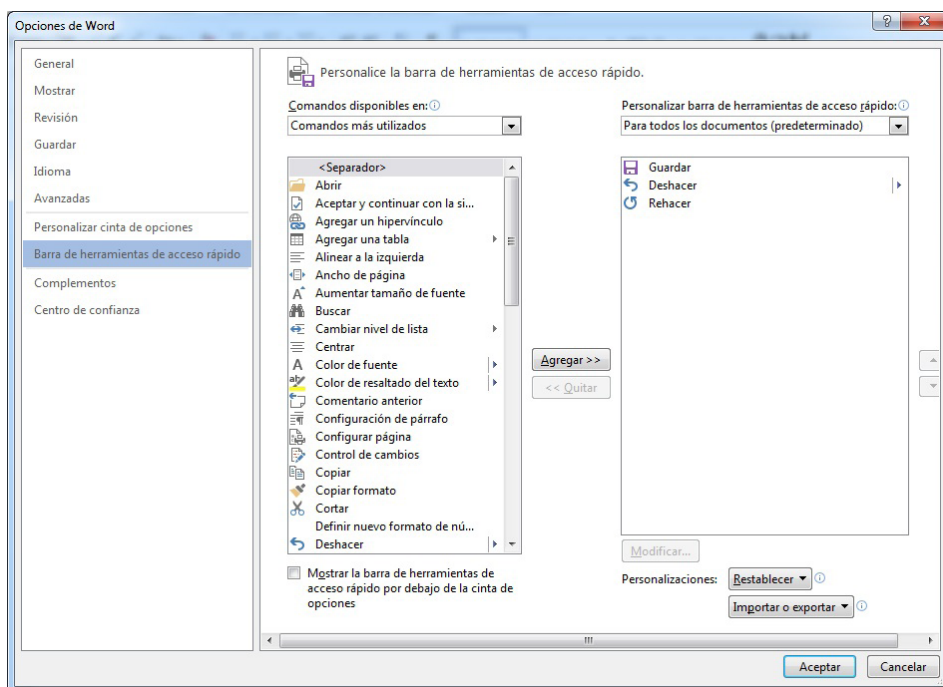 Opciones de Word
General
Mostrar
Revisión
Guardar
Idioma
Avanzadas
Personalizar cinta de opciones
Barra de herramientas de acceso rápido
Complementos
Centro de confianza
Personalice la barra de herramientas de acceso rápido.
Comandos disponibles en:
Comandos más utilizados
<Separador>
Abrir
Aceptar y continuar con la si...
Agregar un hipervínculo
Agregar una tabla
Alinear a la izquierda
Ancho de página
Aumentar tamaño de fuente
Buscar
Cambiar nivel de lista
Centrar
Color de fuente
Color de resaltado del texto
Comentario anterior
Configuración de párrafo
Configurar página
Control de cambios
Copiar
Copiar formato
Cortar
Definir nuevo formato de nú...
Deshacer
Mostrar la barra de herramientas de
acceso rápido por debajo de la cinta de
opciones
Agregar >>
<< Quitar
Personalizar barra de herramientas de acceso rápido:
Para todos los documentos (predeterminado)
Guardar
Deshacer
Rehacer
Modificar...
Personalizaciones:
Restablecer
Importar o exportar
Aceptar
Cancelar